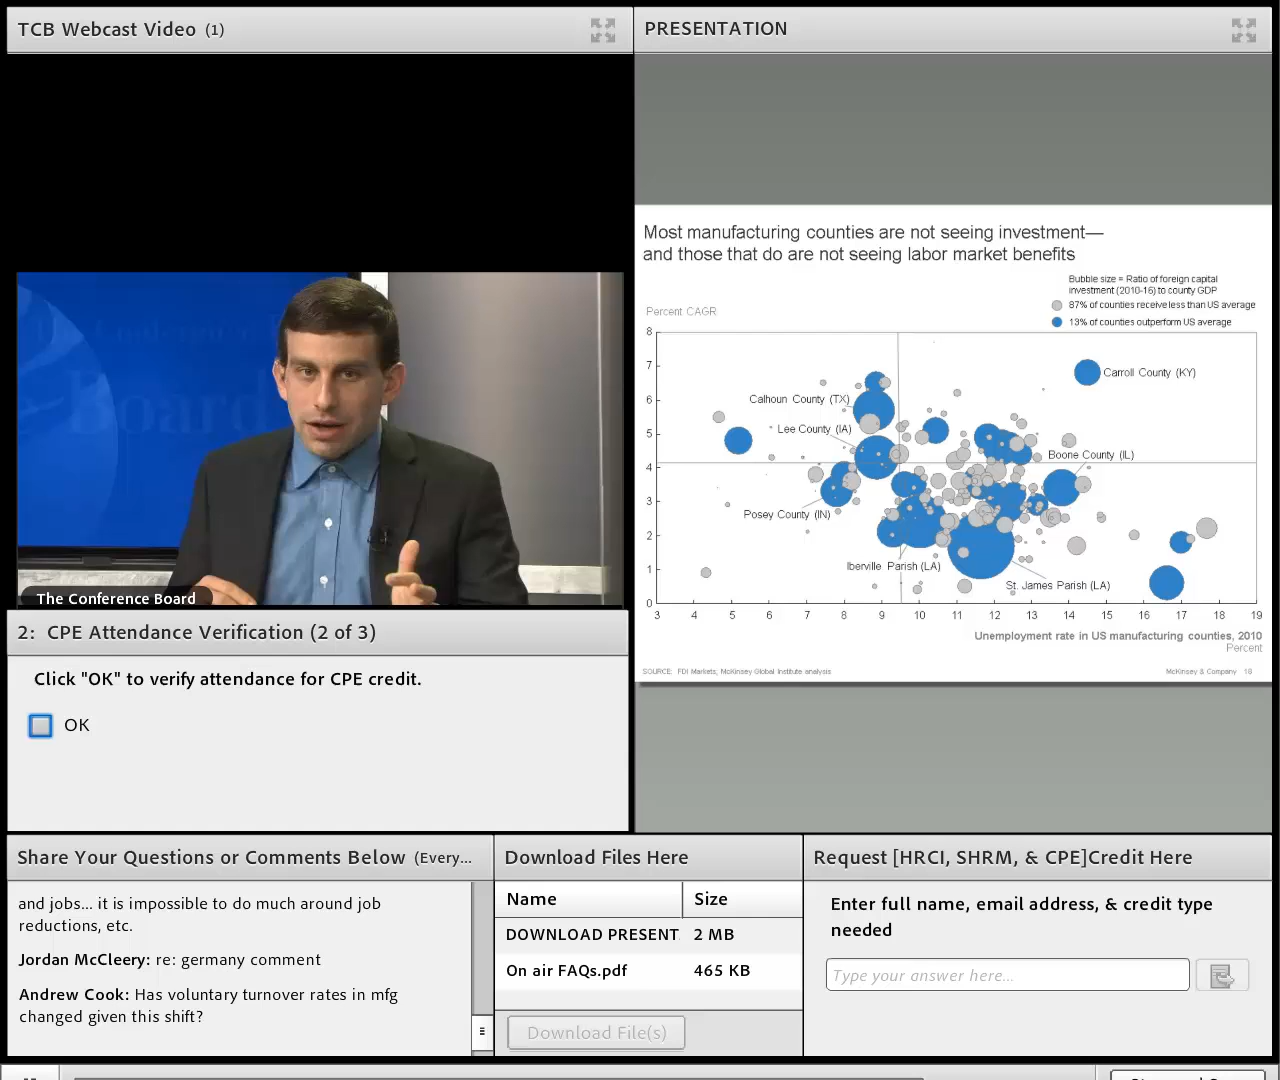 TCB Webcast Video (1)
PRESENTATION
Board
The Conference Board
Most manufacturing counties are not seeing investment—
and those that do are not seeing labor market benefits
Bubble size = Ratio of foreign capital
investment (2010-16) to county GDP
87% of counties receive less than US average
13% of counties outperform US average
Percent CAGR
8
7
6
5
4
3
2
1
0
Carroll County (KY)
Calhoun County (TX)
Lee County (IA)
Boone County (IL)
Posey County (IN)
Iberville Parish (LA)
St. James Parish (LA)
3 4 5 6 7 8 9 10 11 12 13 14 15 16 17 18 19
Unemployment rate in US manufacturing counties, 2010
Percent
SOURCE: FDI Markets, McKinsey Global Institute analysis
McKinsey & Company 18
2: CPE Attendance Verification (2 of 3)
Click "OK" to verify attendance for CPE credit.
OK
Share Your Questions or Comments Below (Every...
and jobs... it is impossible to do much around job
reductions, etc.
Jordan McCleery: re: germany comment
Andrew Cook: Has voluntary turnover rates in mfg
changed given this shift?
Download Files Here
Name Size
DOWNLOAD PRESENT 2 MB
On air FAQs.pdf 465 KB
Download File(s)
Request [HRCI, SHRM, & CPE]Credit Here
Enter full name, email address, & credit type
needed
Type your answer here...